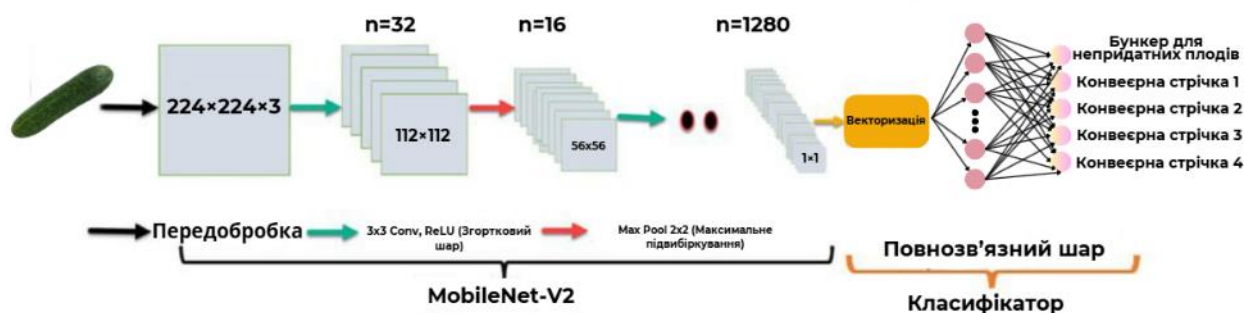 n=32
n=16
n=1280
224×224×3
112×112
56x56
1×1
Векторизація
Бункер для
непридатних плодів
Конвеєрна стрічка 1
Конвеєрна стрічка 2
Конвеєрна стрічка 3
Конвеєрна стрічка 4
Передобробка
3x3 Conv, ReLU (Згортковий
шар)
Max Pool 2x2 (Максимальне
підвибіркування)
MobileNet-V2
Повнозв’язний шар
Класифікатор